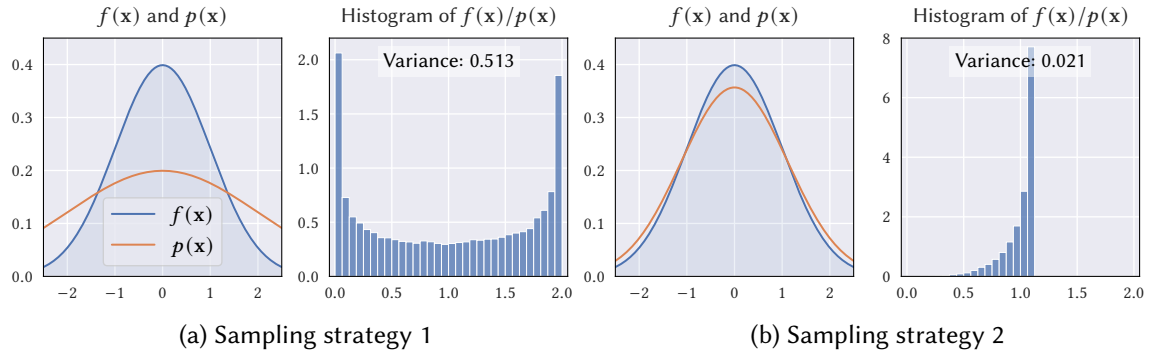 f(x) and p(x)
Histogram of f(x)/p(x)
f(x) and p(x)
Histogram of f(x)/p(x)
0.4
0.3
0.2
0.1
0.0
−2 −1 0 1 2
f(x)
p(x)
Variance: 0.513
2.0
1.5
1.0
0.5
0.0
0.0 0.5 1.0 1.5 2.0
0.4
0.3
0.2
0.1
0.0
−2 −1 0 1 2
Variance: 0.021
8
6
4
2
0
0.0 0.5 1.0 1.5 2.0
(a) Sampling strategy 1
(b) Sampling strategy 2